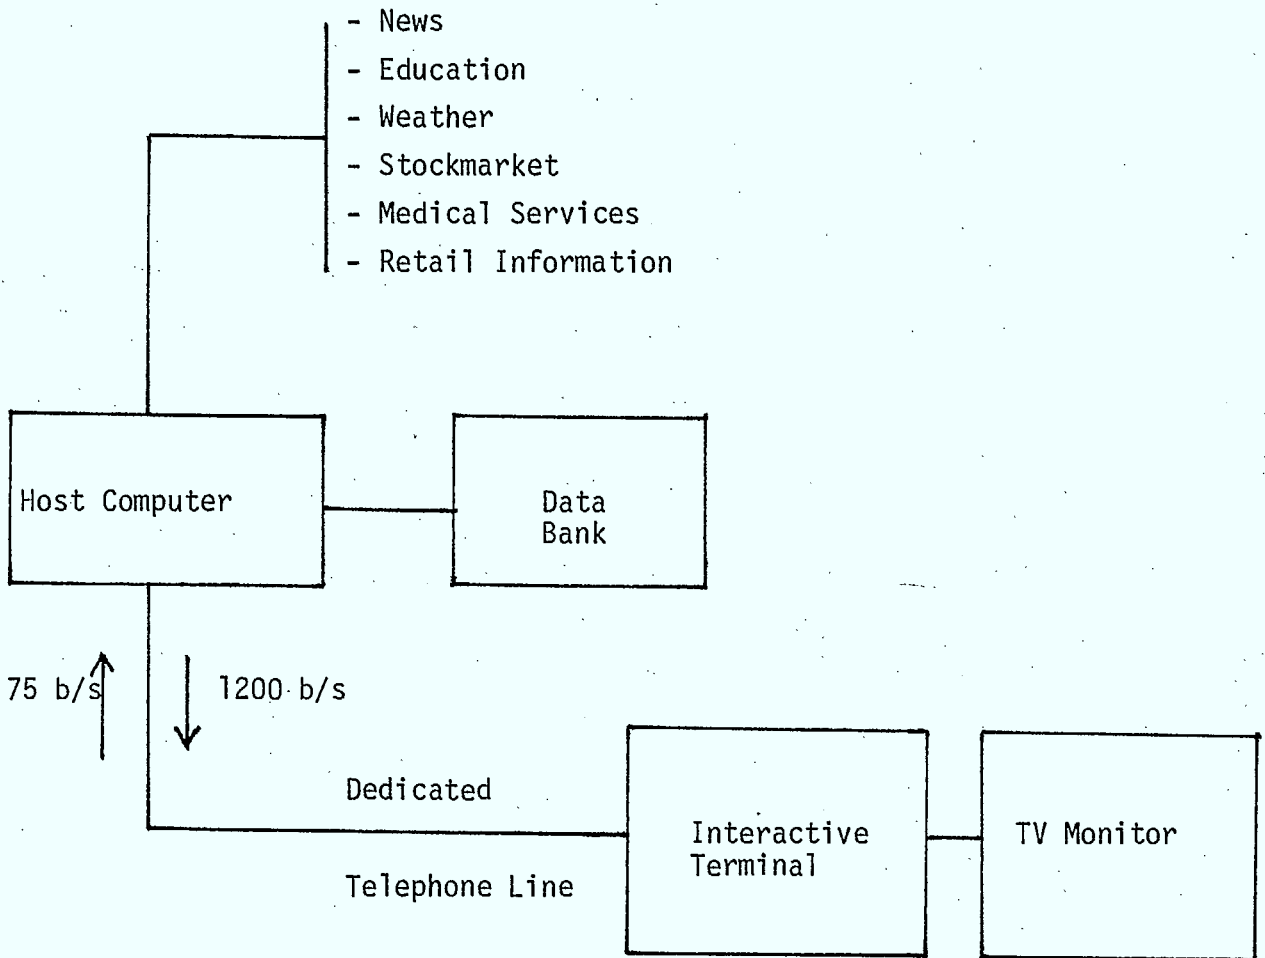 - News
- Education
- Weather
- Stockmarket
- Medical Services
- Retail Information
Host Computer
Data
Bank
75 b/s
1200 b/s
Dedicated
Telephone Line
Interactive
Terminal
TV Monitor